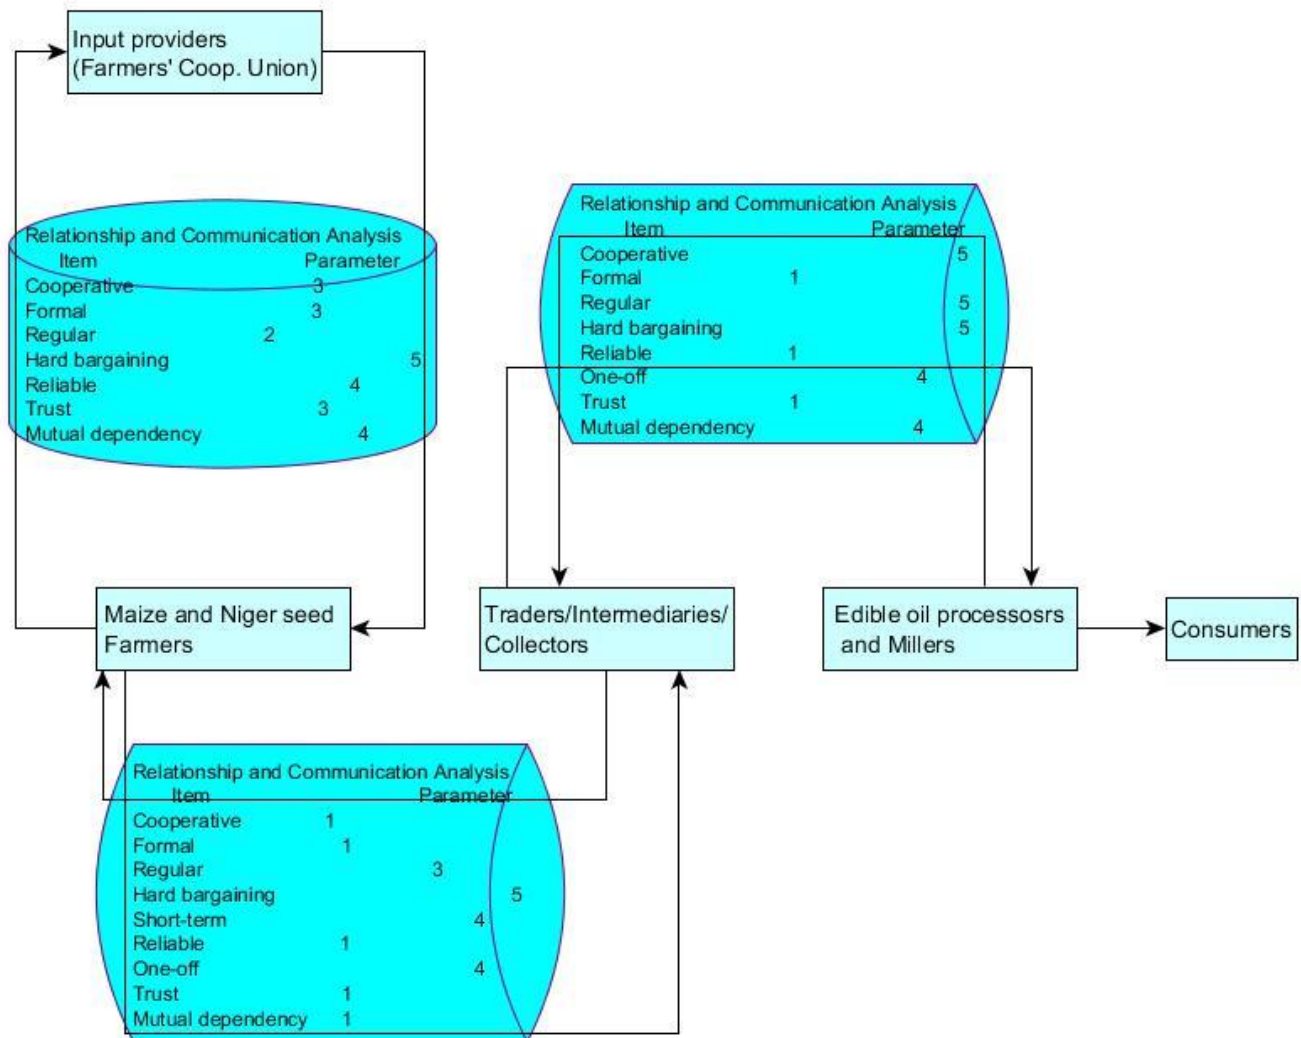 Input providers
(Farmers' Coop. Union)
Relationship and Communication Analysis
Item Parameter
Cooperative 3
Formal 3
Regular 2
Hard bargaining 5
Reliable 4
Trust 3
Mutual dependency 4
Relationship and Communication Analysis
Item Parameter
Cooperative 5
Formal 1
Regular 5
Hard bargaining 5
Reliable 1
One-off 4
Trust 1
Mutual dependency 4
Maize and Niger seed
Farmers
Traders/Intermediaries/
Collectors
Edible oil processosrs
and Millers
Consumers
Relationship and Communication Analysis
Item Parameter
Cooperative 1
Formal 1
Regular 3
Hard bargaining 5
Short-term 4
Reliable 1
One-off 4
Trust 1
Mutual dependency 1